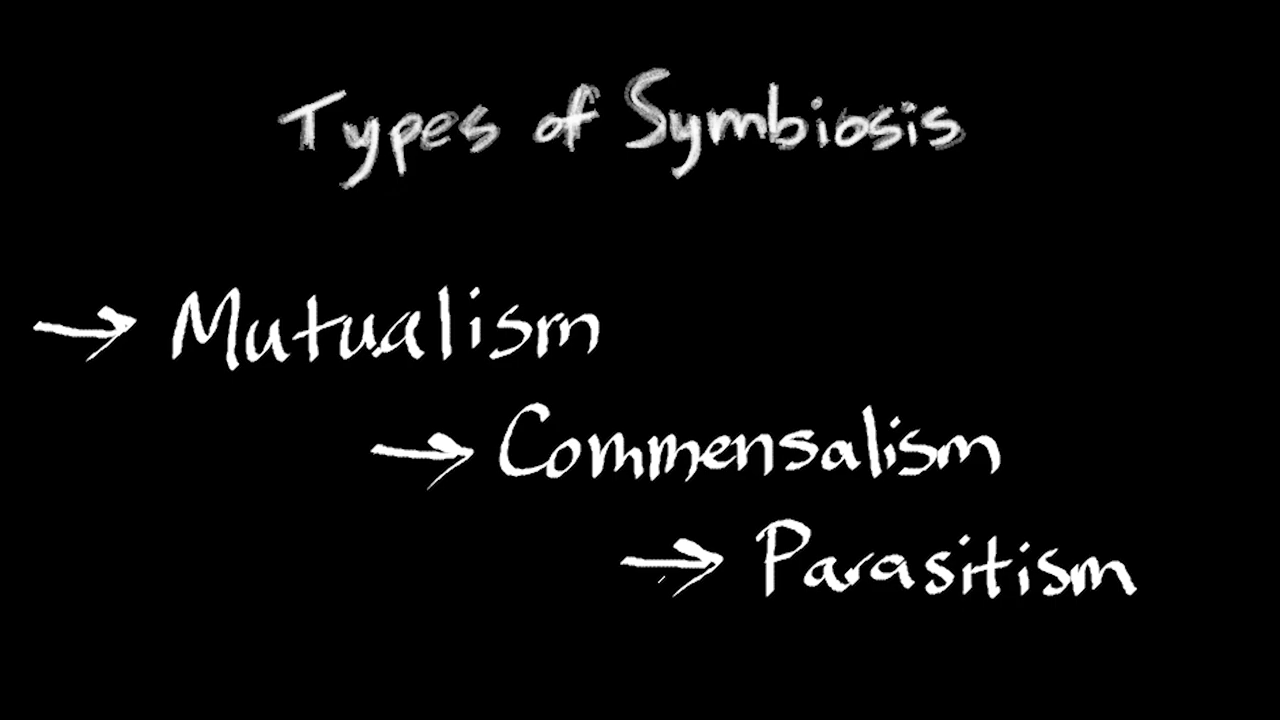 Types of Symbiosis
→ Mutualism
→ Commensalism
→ Parasitism